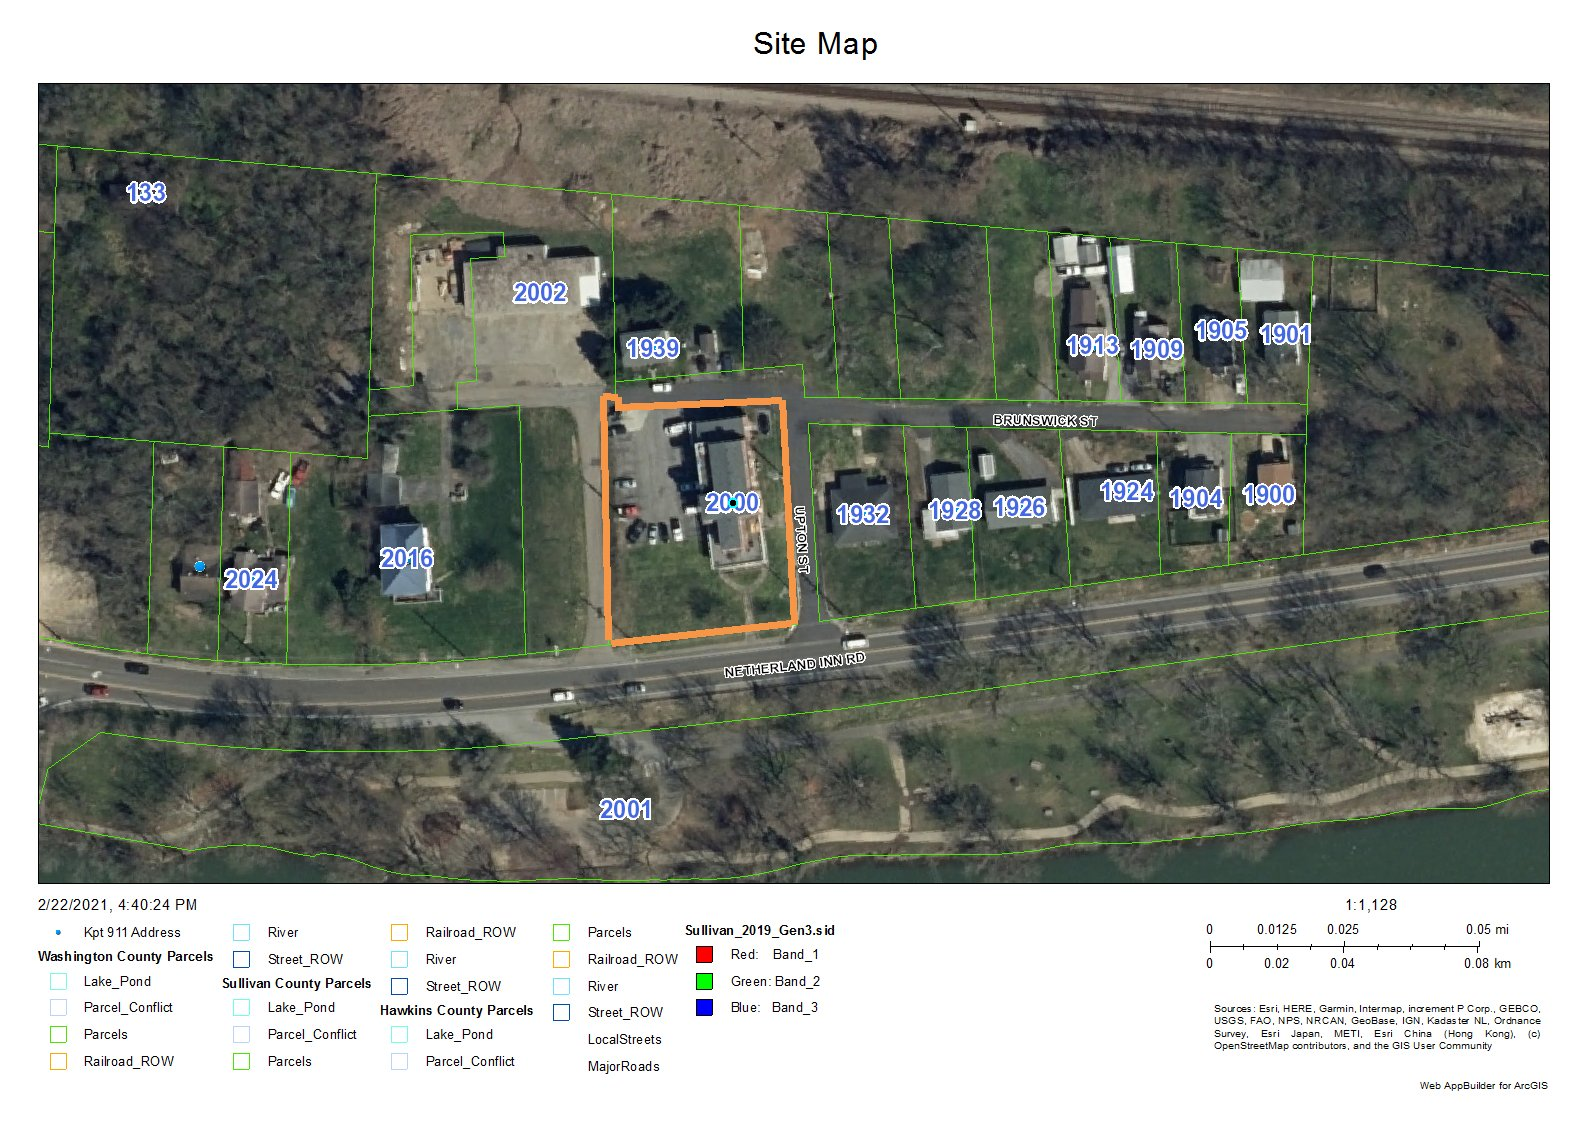 Site Map
133
2002
1939
1913
1909
1905
1901
BRUNSWICK ST
2000
UPTON ST
1932
1928
1926
1924
1904
1900
2016
2024
NETHERLAND INN RD
2001
2/22/2021, 4:40:24 PM
Kpt 911 Address
Washington County Parcels
Lake_Pond
Parcel_Conflict
Parcels
Railroad_ROW
River
Street_ROW
Sullivan County Parcels
Lake_Pond
Parcel_Conflict
Parcels
Railroad_ROW
River
Street_ROW
Hawkins County Parcels
Lake_Pond
Parcel_Conflict
Parcels
Railroad_ROW
River
Street_ROW
LocalStreets
MajorRoads
Sullivan_2019_Gen3.sid
Red: Band_1
Green: Band_2
Blue: Band_3
1:1,128
0 0.0125 0.025 0.05 mi
0 0.02 0.04 0.08 km
Sources: Esri, HERE, Garmin, Intermap, increment P Corp., GEBCO,
USGS, FAO, NPS, NRCAN, GeoBase, IGN, Kadaster NL, Ordnance
Survey, Esri Japan, METI, Esri China (Hong Kong), (c)
OpenStreetMap contributors, and the GIS User Community
Web AppBuilder for ArcGIS